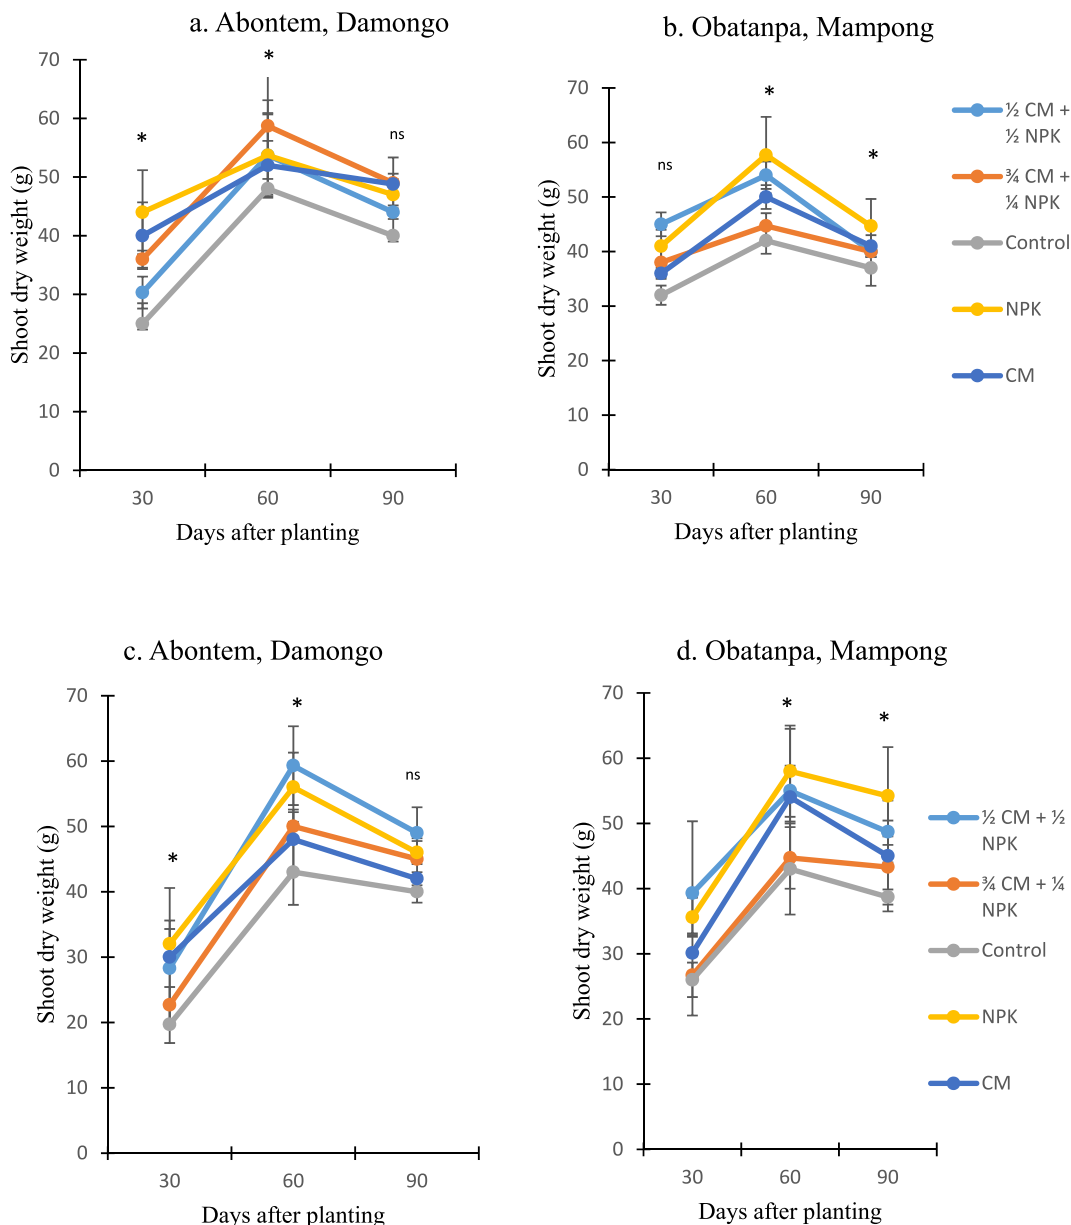 a. Abontem, Damongo
70
60
50
40
30
20
10
0
Shoot dry weight (g)
*
*
ns
30 60 90
Days after planting
b. Obatanpa, Mampong
70
60
50
40
30
20
10
0
Shoot dry weight (g)
ns
*
*
30 60 90
Days after planting
½ CM +
½ NPK
¾ CM +
¼ NPK
Control
NPK
CM
c. Abontem, Damongo
70
60
50
40
30
20
10
0
Shoot dry weight (g)
*
*
ns
30 60 90
Days after planting
d. Obatanpa, Mampong
70
60
50
40
30
20
10
0
Shoot dry weight (g)
*
*
30 60 90
Days after planting
½ CM + ½
NPK
¾ CM + ¼
NPK
Control
NPK
CM